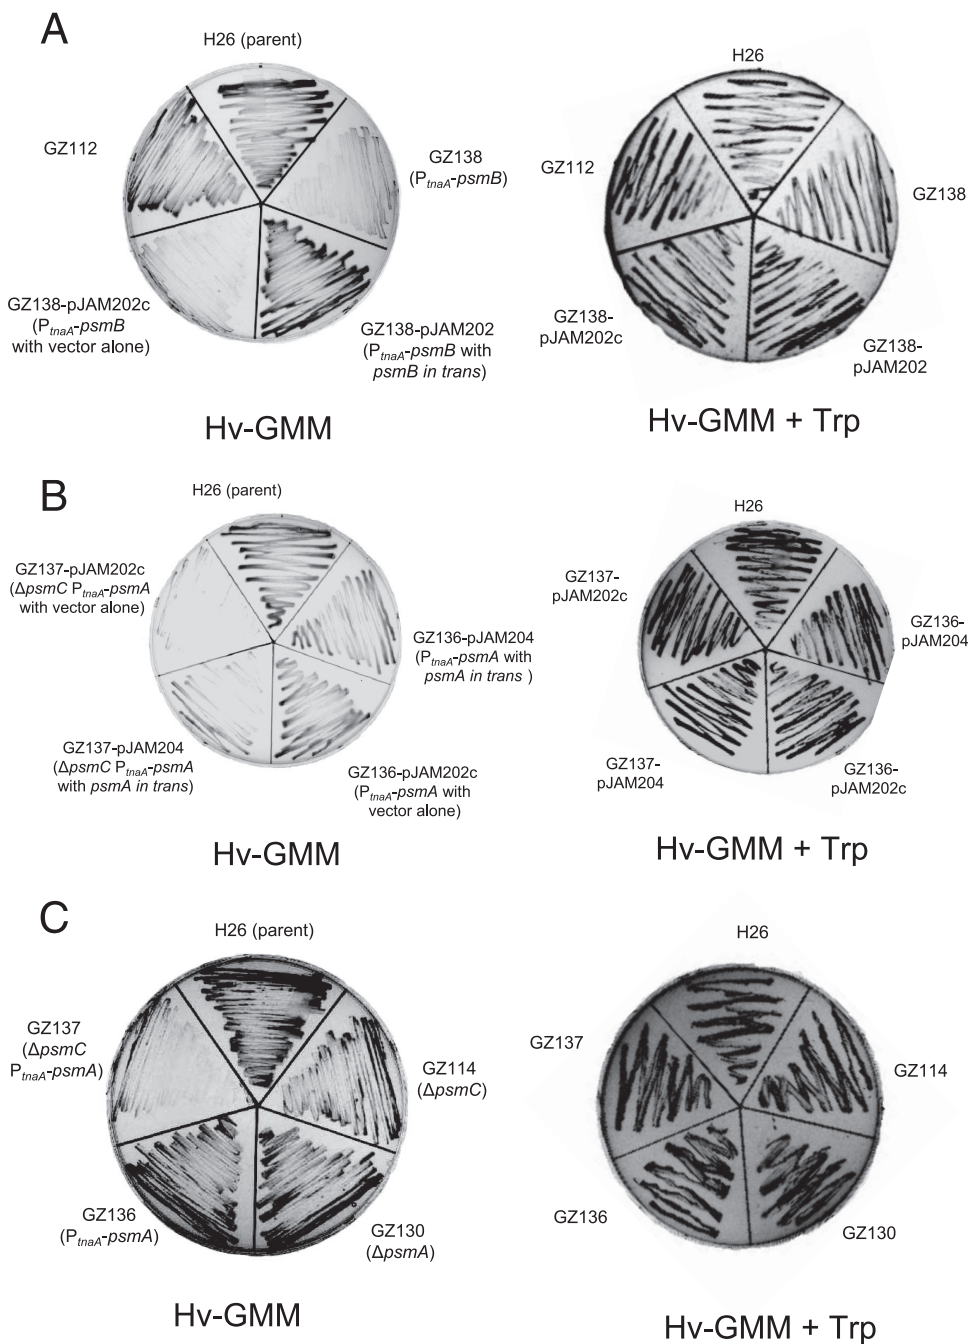 A
H26 (parent)
GZ112
GZ138
(PtnaA-psmB)
GZ138-pJAM202c
(PtnaA-psmB
with vector alone)
GZ138-pJAM202
(PtnaA-psmB with
psmB in trans)
Hv-GMM
H26
GZ112
GZ138
GZ138-
pJAM202c
GZ138-
pJAM202
Hv-GMM + Trp
B
H26 (parent)
GZ137-pJAM202c
(ΔpsmC PtnaA-psmA
with vector alone)
GZ136-pJAM204
(PtnaA-psmA with
psmA in trans )
GZ137-pJAM204
(ΔpsmC PtnaA-psmA
with psmA in trans)
GZ136-pJAM202c
(PtnaA-psmA with
vector alone)
Hv-GMM
H26
GZ137-
pJAM202c
GZ136-
pJAM204
GZ137-
pJAM204
GZ136-
pJAM202c
Hv-GMM + Trp
C
H26 (parent)
GZ137
(ΔpsmC
PtnaA-psmA)
GZ114
(ΔpsmC)
GZ136
(PtnaA-psmA)
GZ130
(ΔpsmA)
Hv-GMM
H26
GZ137
GZ114
GZ136
GZ130
Hv-GMM + Trp